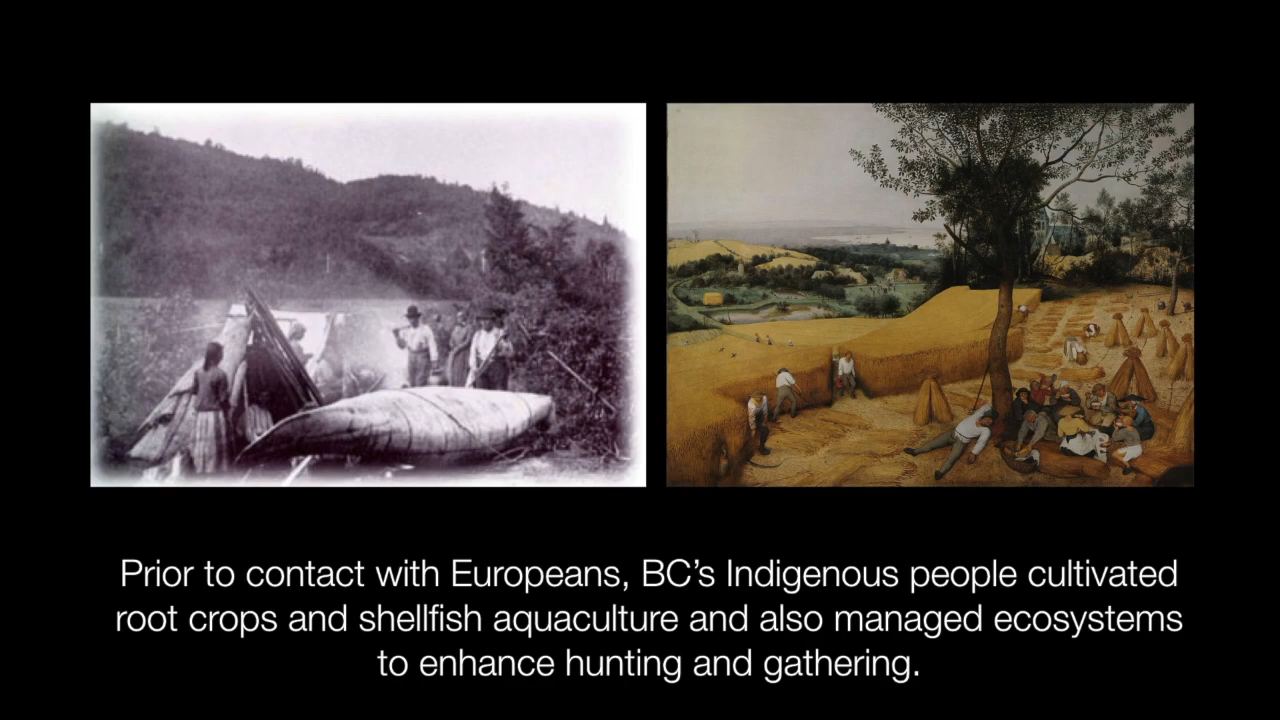 Prior to contact with Europeans, BC’s Indigenous people cultivated
root crops and shellfish aquaculture and also managed ecosystems
to enhance hunting and gathering.